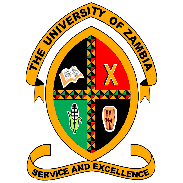 THE UNIVERSITY OF ZAMBIA
SERVICE AND EXCELLENCE